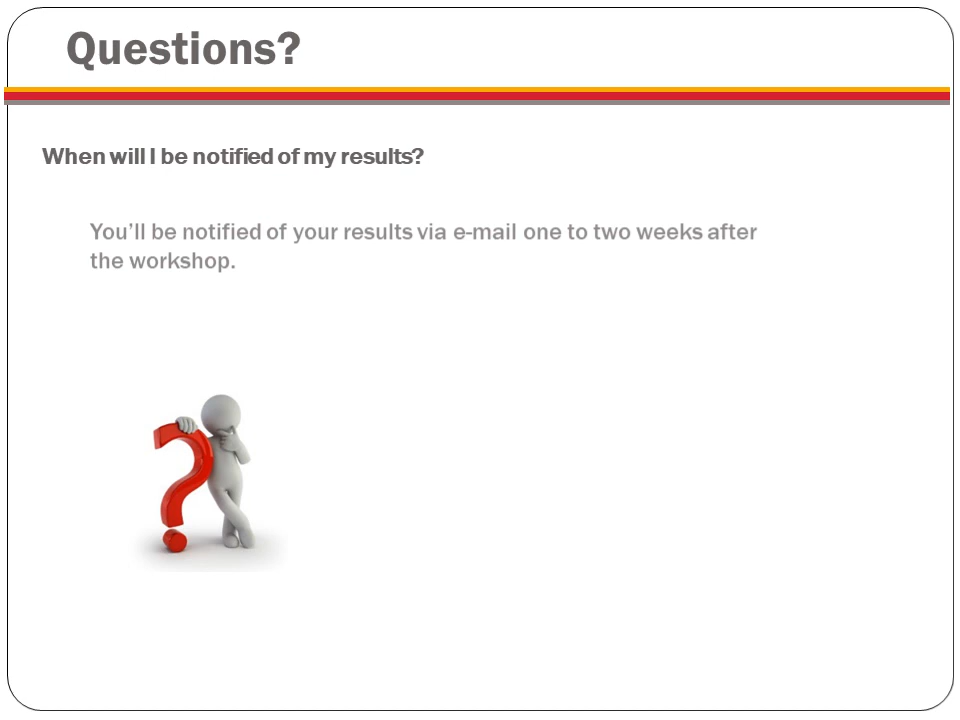 Questions?
When will I be notified of my results?
You’ll be notified of your results via e-mail one to two weeks after
the workshop.